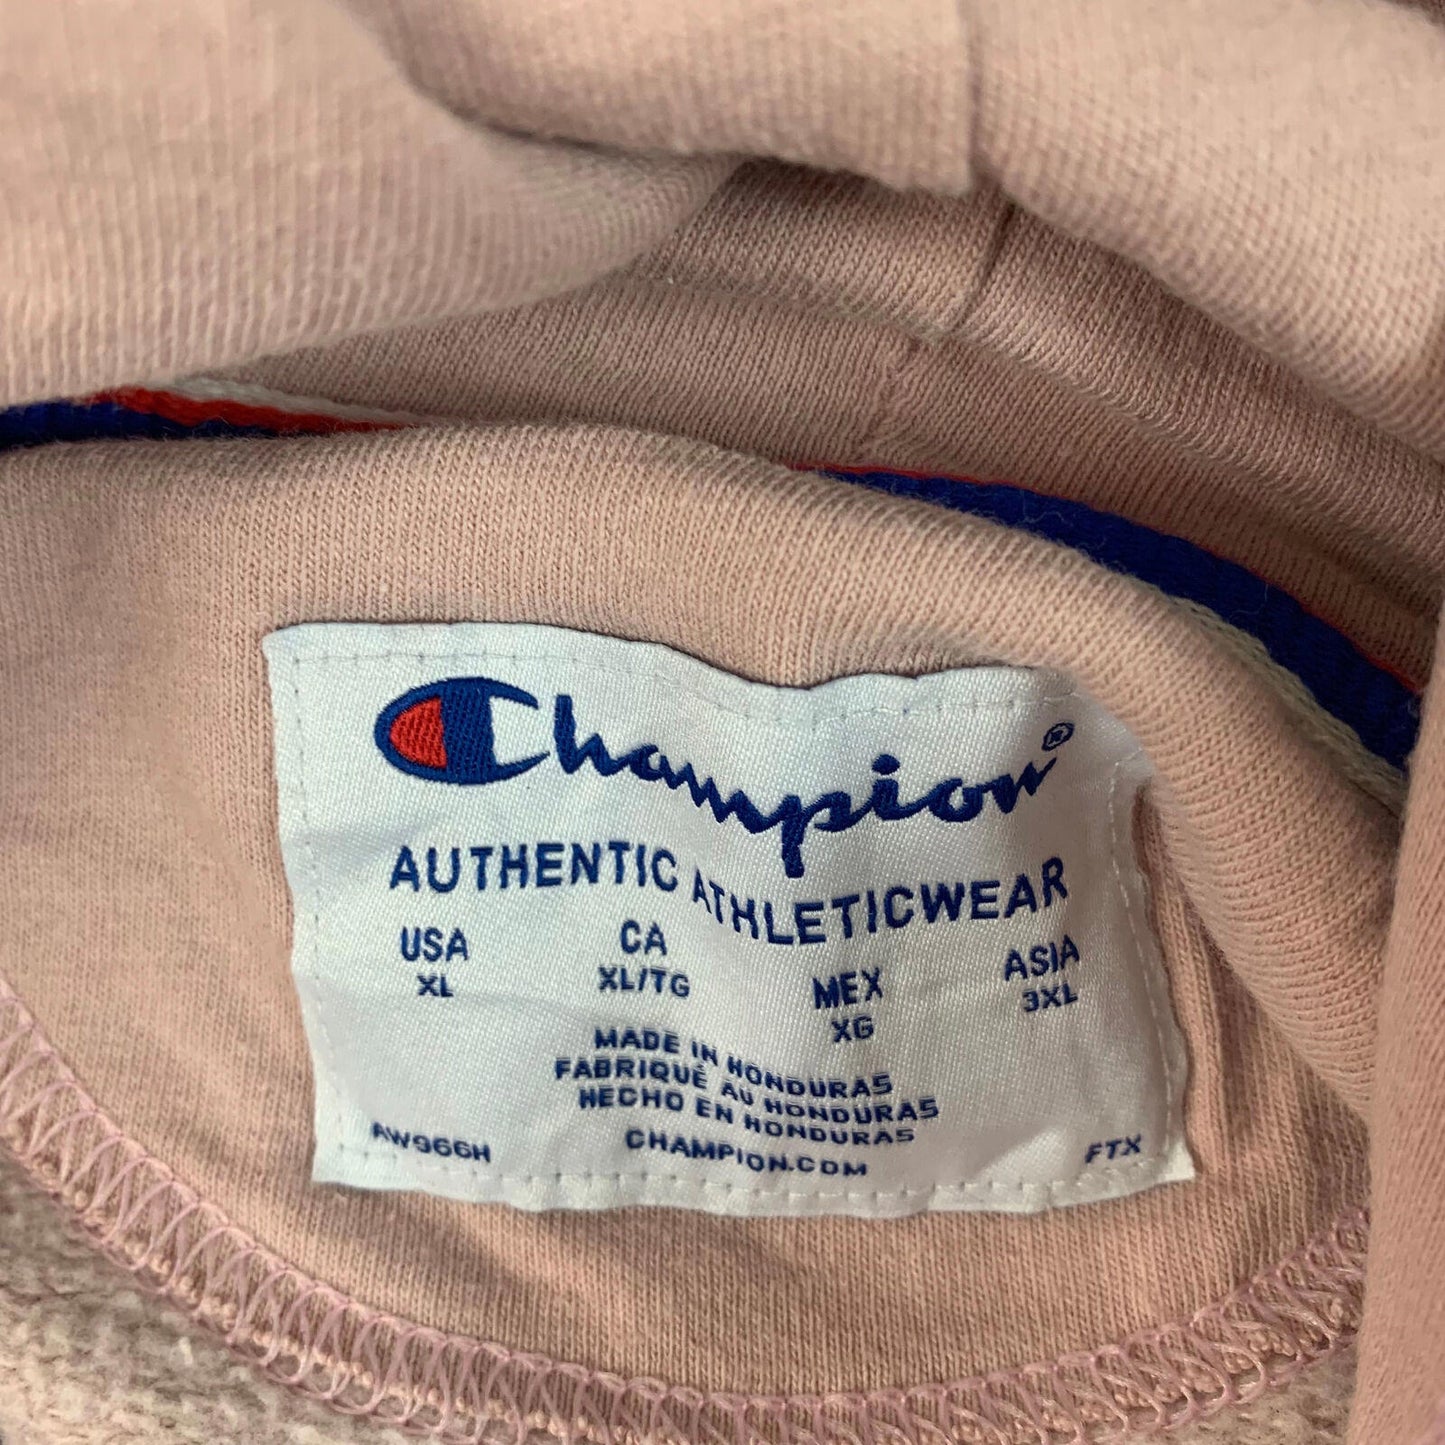 Champion®
AUTHENTIC ATHLETICWEAR
USA CA MEX ASIA
XL XL/TG XG 3XL
MADE IN HONDURAS
FABRIQUÉ AU HONDURAS
HECHO EN HONDURAS
AW966H CHAMPION.COM FTX